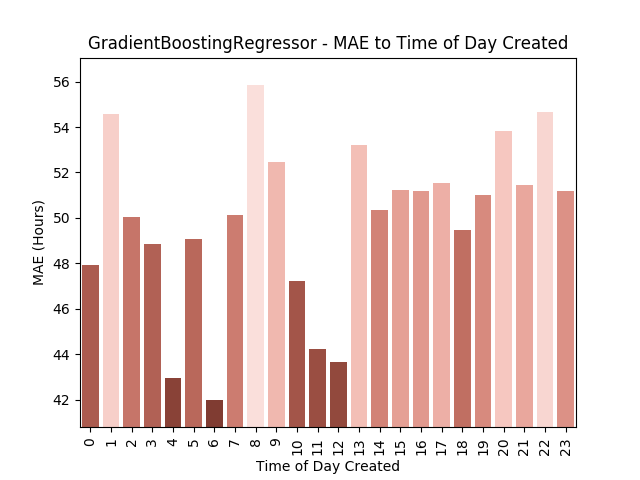 GradientBoostingRegressor - MAE to Time of Day Created
56
54
52
50
48
46
44
42
MAE (Hours)
0 1 2 3 4 5 6 7 8 9 10 11 12 13 14 15 16 17 18 19 20 21 22 23
Time of Day Created